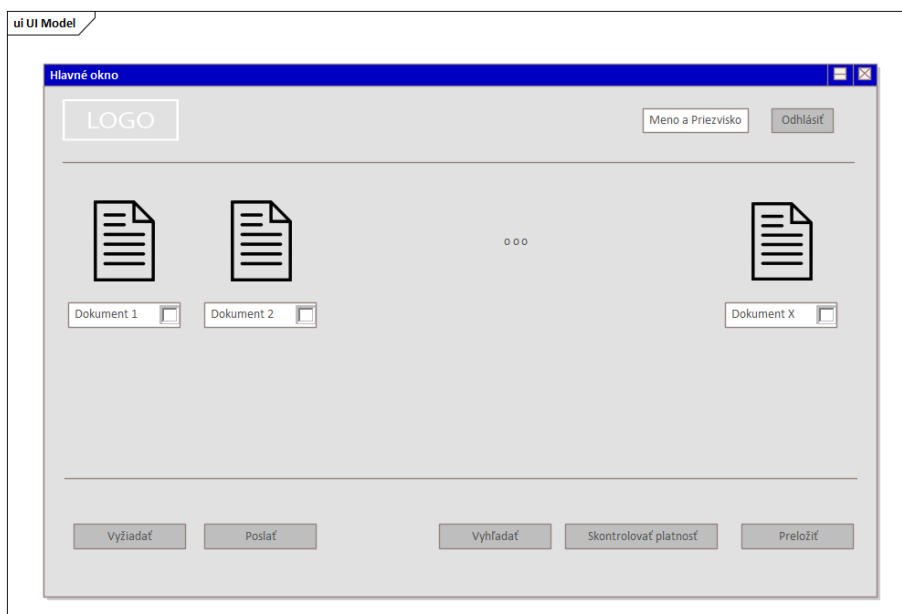 ui UI Model
Hlavné okno
LOGO
Meno a Priezvisko
Odhlásiť
o o o
Dokument 1
Dokument 2
Dokument X
Vyžiadať
Poslať
Vyhľadať
Skontrolovať platnosť
Preložiť